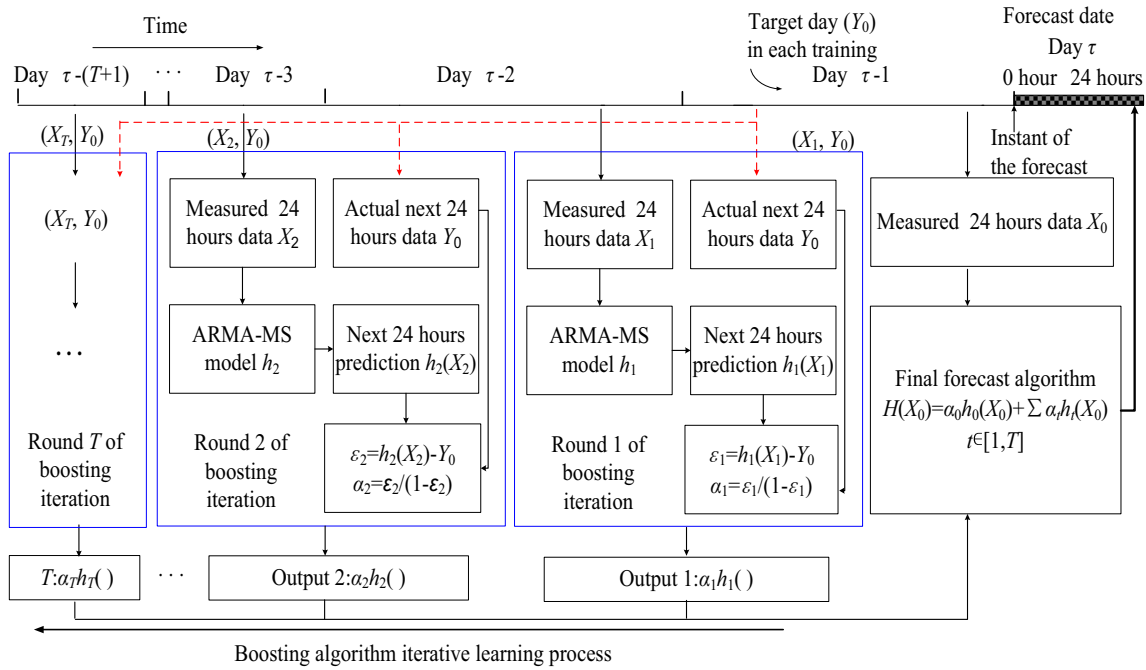 Time
Target day (Y0)
in each training
Forecast date
Day τ
0 hour 24 hours
Day τ-(T+1) · · · Day τ-3 Day τ-2 Day τ-1
(XT, Y0)
(X2, Y0)
(X1, Y0)
Instant of
the forecast
(XT, Y0)
· · ·
Round T of
boosting
iteration
Measured 24
hours data X2
Actual next 24
hours data Y0
ARMA-MS
model h2
Next 24 hours
prediction h2(X2)
Round 2 of
boosting
iteration
ε2=h2(X2)-Y0
α2=ε2/(1-ε2)
Measured 24
hours data X1
Actual next 24
hours data Y0
ARMA-MS
model h1
Next 24 hours
prediction h1(X1)
Round 1 of
boosting
iteration
ε1=h1(X1)-Y0
α1=ε1/(1-ε1)
Measured 24 hours data X0
Final forecast algorithm
H(X0)=α0h0(X0)+∑ αtht(X0)
t∈[1,T]
T:αThT( )
· · ·
Output 2:α2h2( )
Output 1:α1h1( )
Boosting algorithm iterative learning process